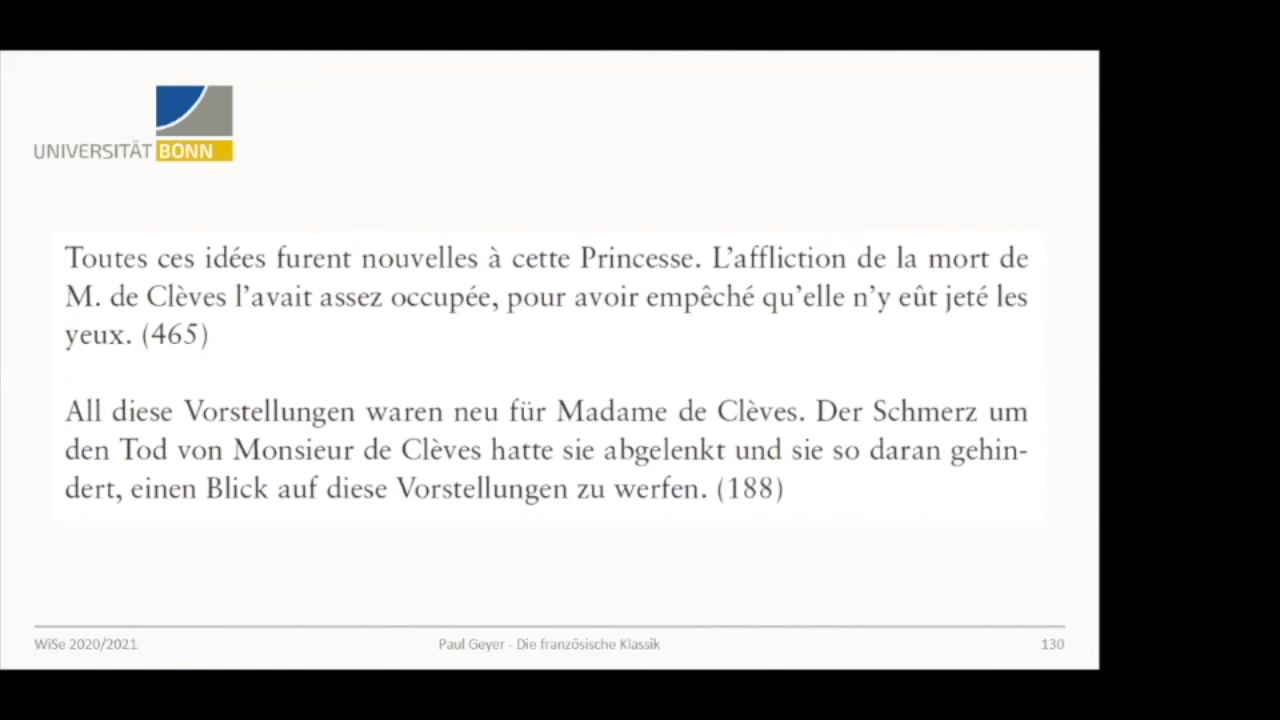 UNIVERSITÄT BONN
Toutes ces idées furent nouvelles à cette Princesse. L’affliction de la mort de
M. de Clèves l’avait assez occupée, pour avoir empêché qu’elle n’y eût jeté les
yeux. (465)
All diese Vorstellungen waren neu für Madame de Clèves. Der Schmerz um
den Tod von Monsieur de Clèves hatte sie abgelenkt und sie so daran gehin-
dert, einen Blick auf diese Vorstellungen zu werfen. (188)
WiSe 2020/2021
Paul Geyer - Die französische Klassik
130